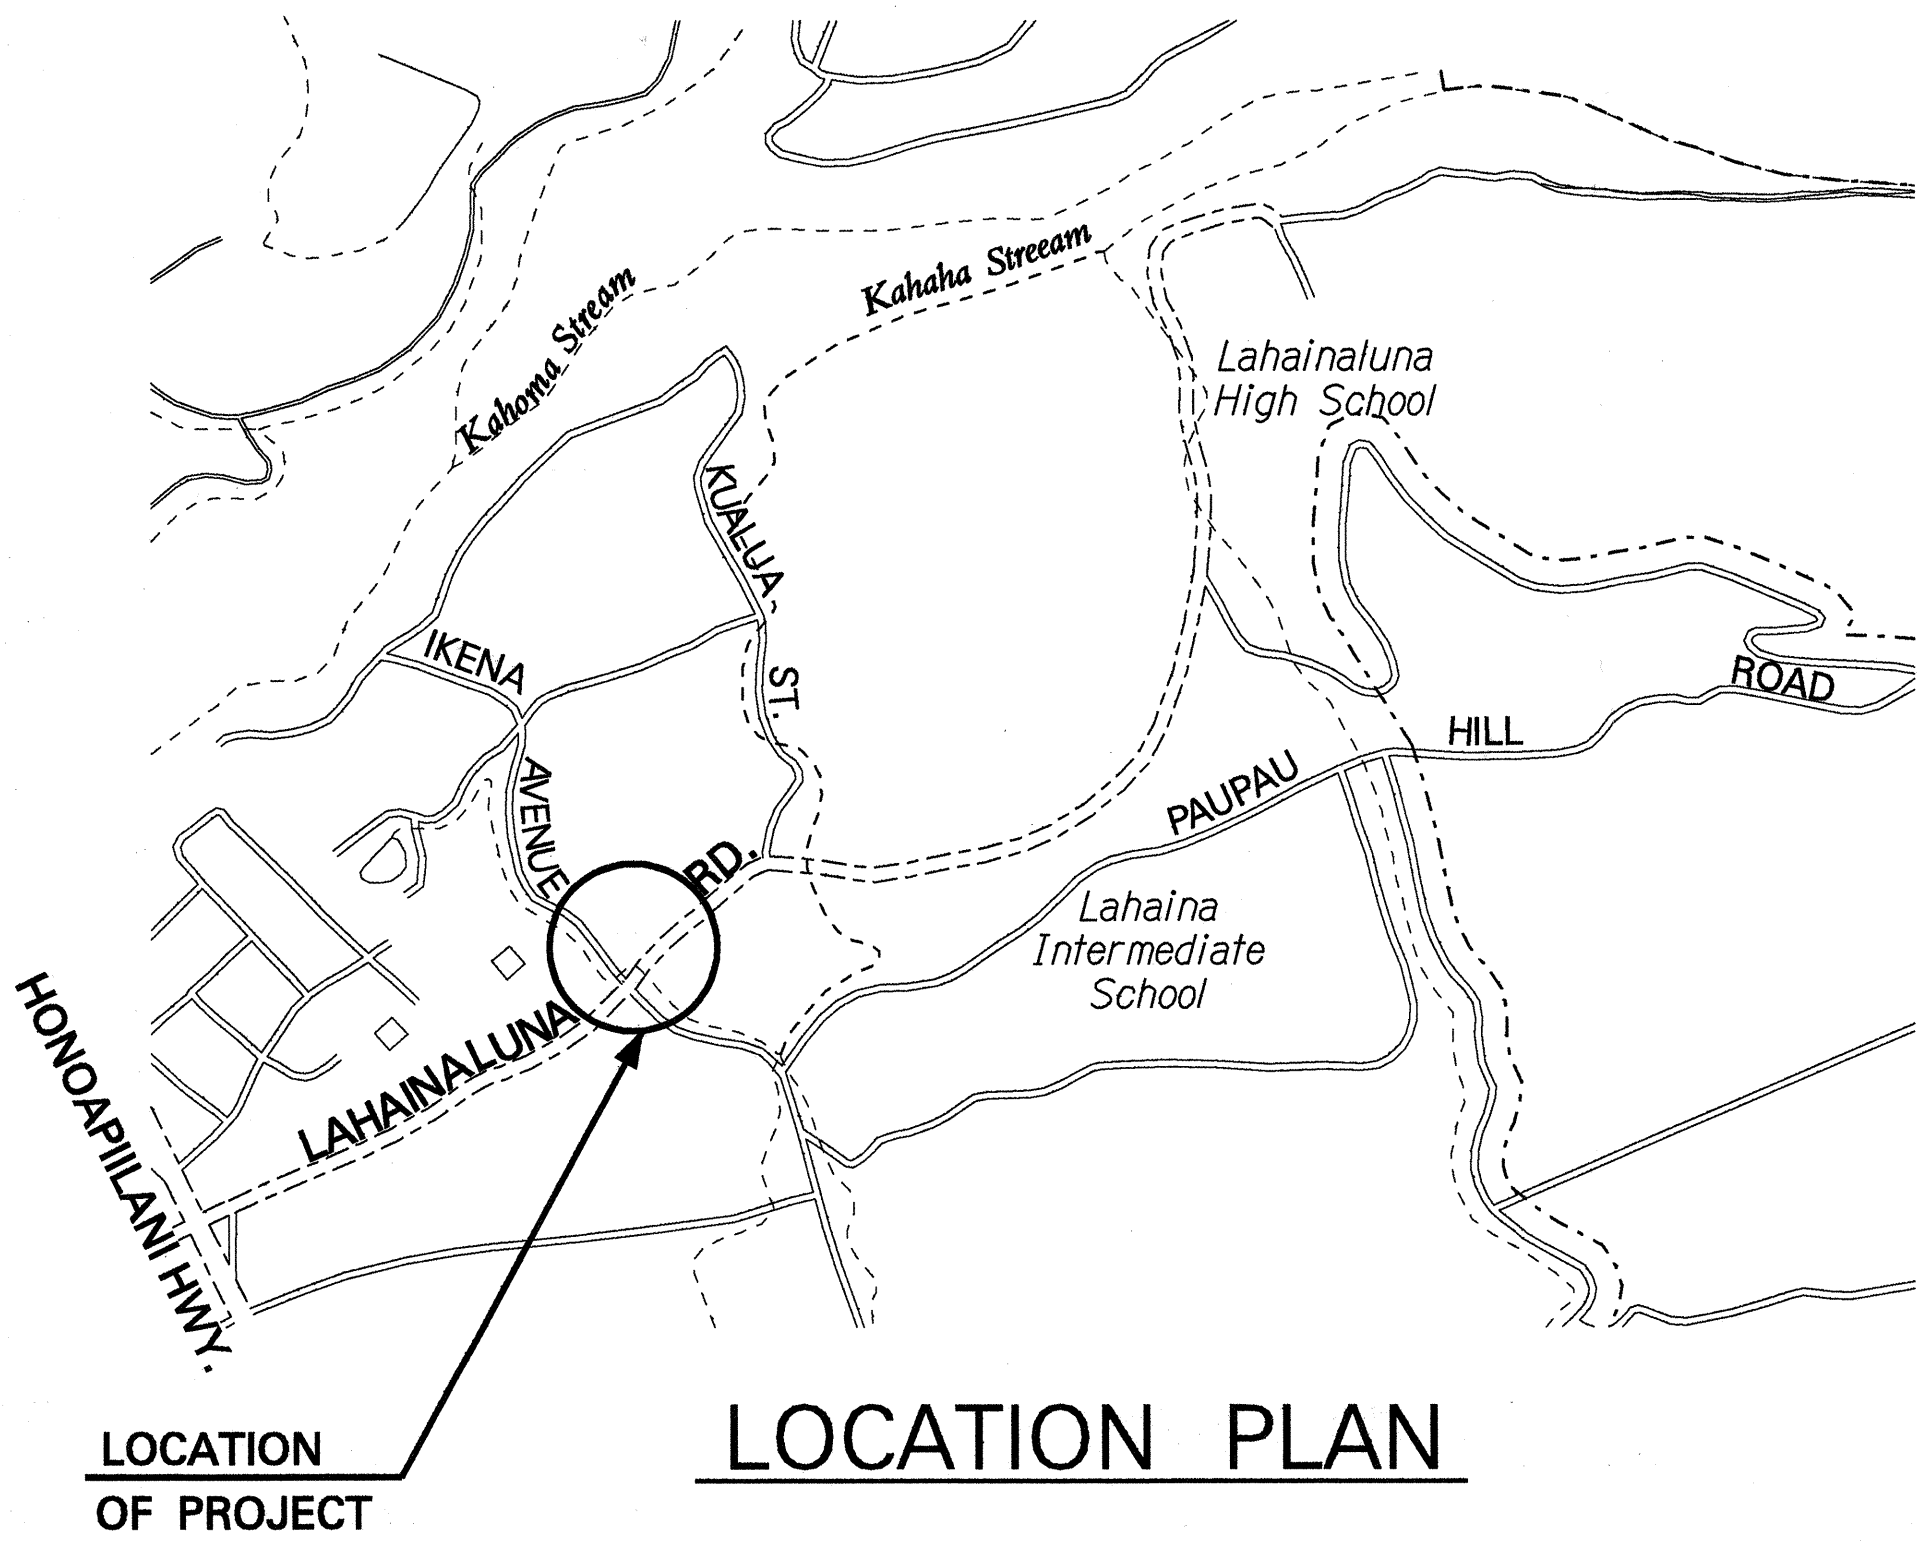 Kahoma Stream
Kahaha Streeam
Lahainaluna
High School
KUALUA
ST.
IKENA
AVENUE
ROAD
HILL
PAUPAU
RD.
LAHAINALUNA
Lahaina
Intermediate
School
HONOAPIILANI HWY.
LOCATION
OF PROJECT
LOCATION PLAN